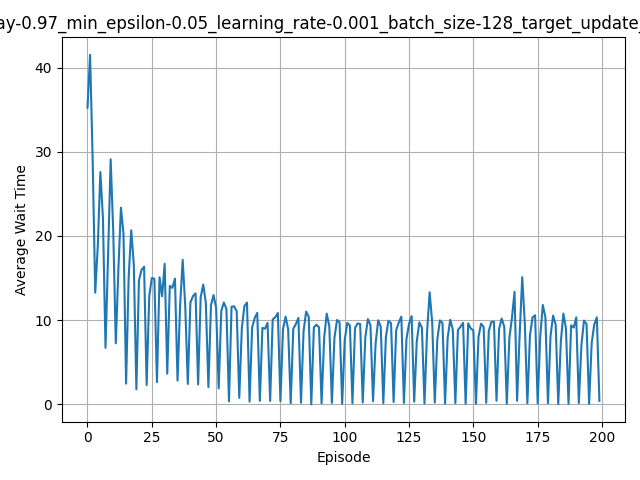 ay-0.97_min_epsilon-0.05_learning_rate-0.001_batch_size-128_target_update_
40
30
20
10
0
Average Wait Time
0 25 50 75 100 125 150 175 200
Episode